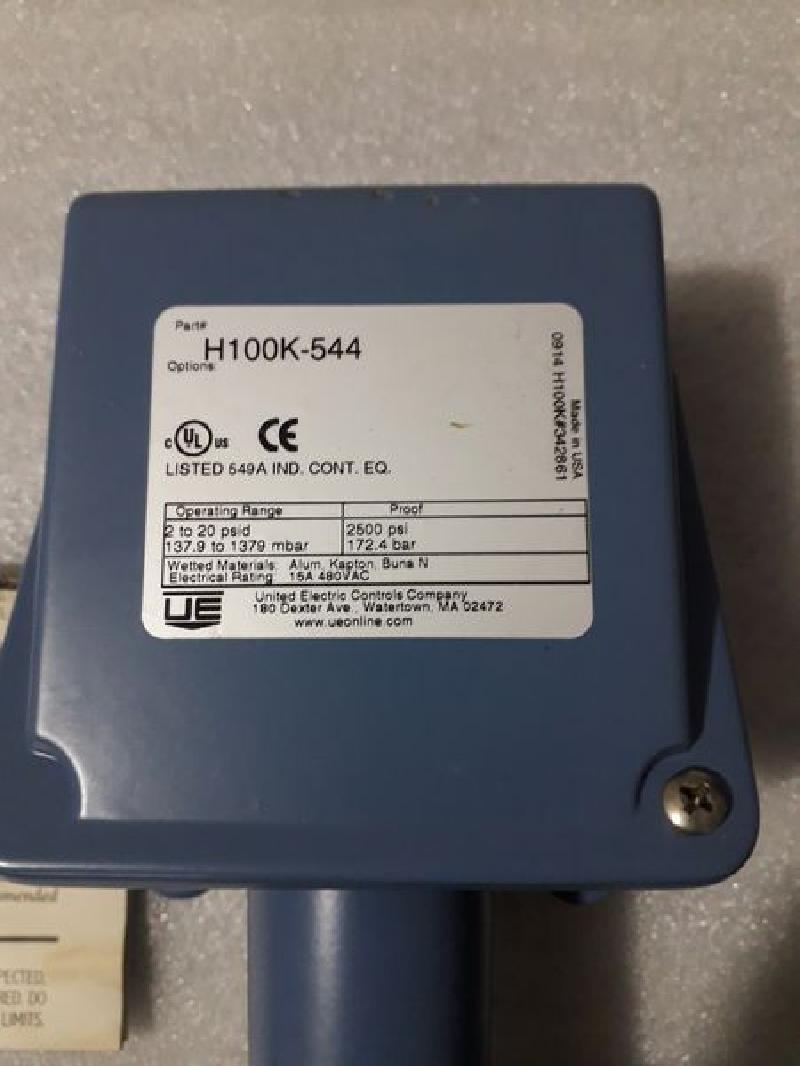 Part#
H100K-544
Options:
C UL US CE
LISTED 549A IND. CONT. EQ.
Made in USA
0914 H100K#342861
Operating Range Proof
2 to 20 psid 2500 psi
137.9 to 1379 mbar 172.4 bar
Wetted Materials: Alum, Kapton, Buna N
Electrical Rating: 15A 480VAC
UE
United Electric Controls Company
180 Dexter Ave., Watertown, MA 02472
www.ueonline.com
DO
LIMITS.